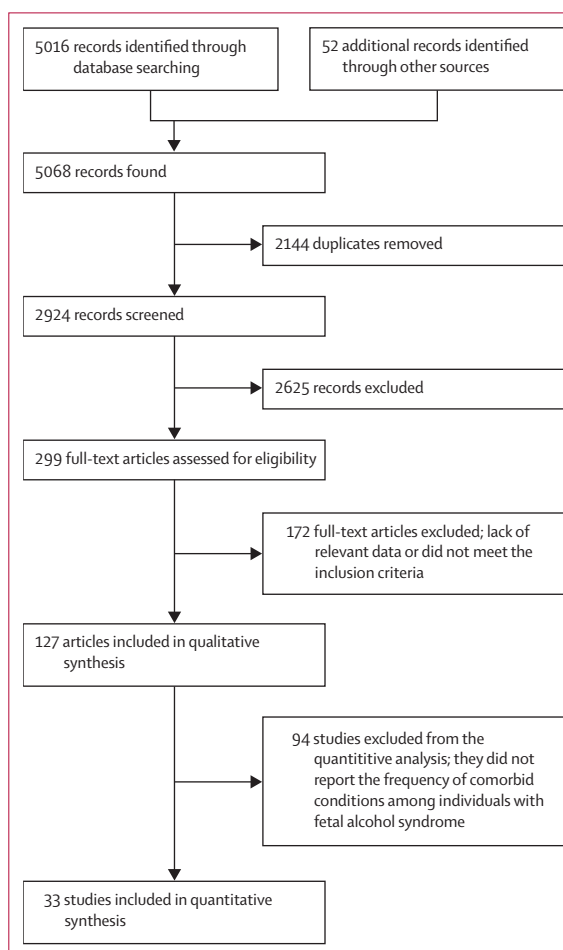 5016 records identified through
database searching
52 additional records identified
through other sources
5068 records found
2144 duplicates removed
2924 records screened
2625 records excluded
299 full-text articles assessed for eligibility
172 full-text articles excluded; lack of
relevant data or did not meet the
inclusion criteria
127 articles included in qualitative
synthesis
94 studies excluded from the
quantititive analysis; they did not
report the frequency of comorbid
conditions among individuals with
fetal alcohol syndrome
33 studies included in quantitative
synthesis